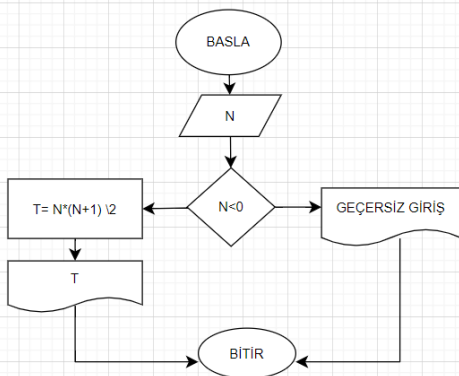 BASLA
N
N<0
T= N*(N+1) \2
GEÇERSİZ GİRİŞ
T
BİTİR